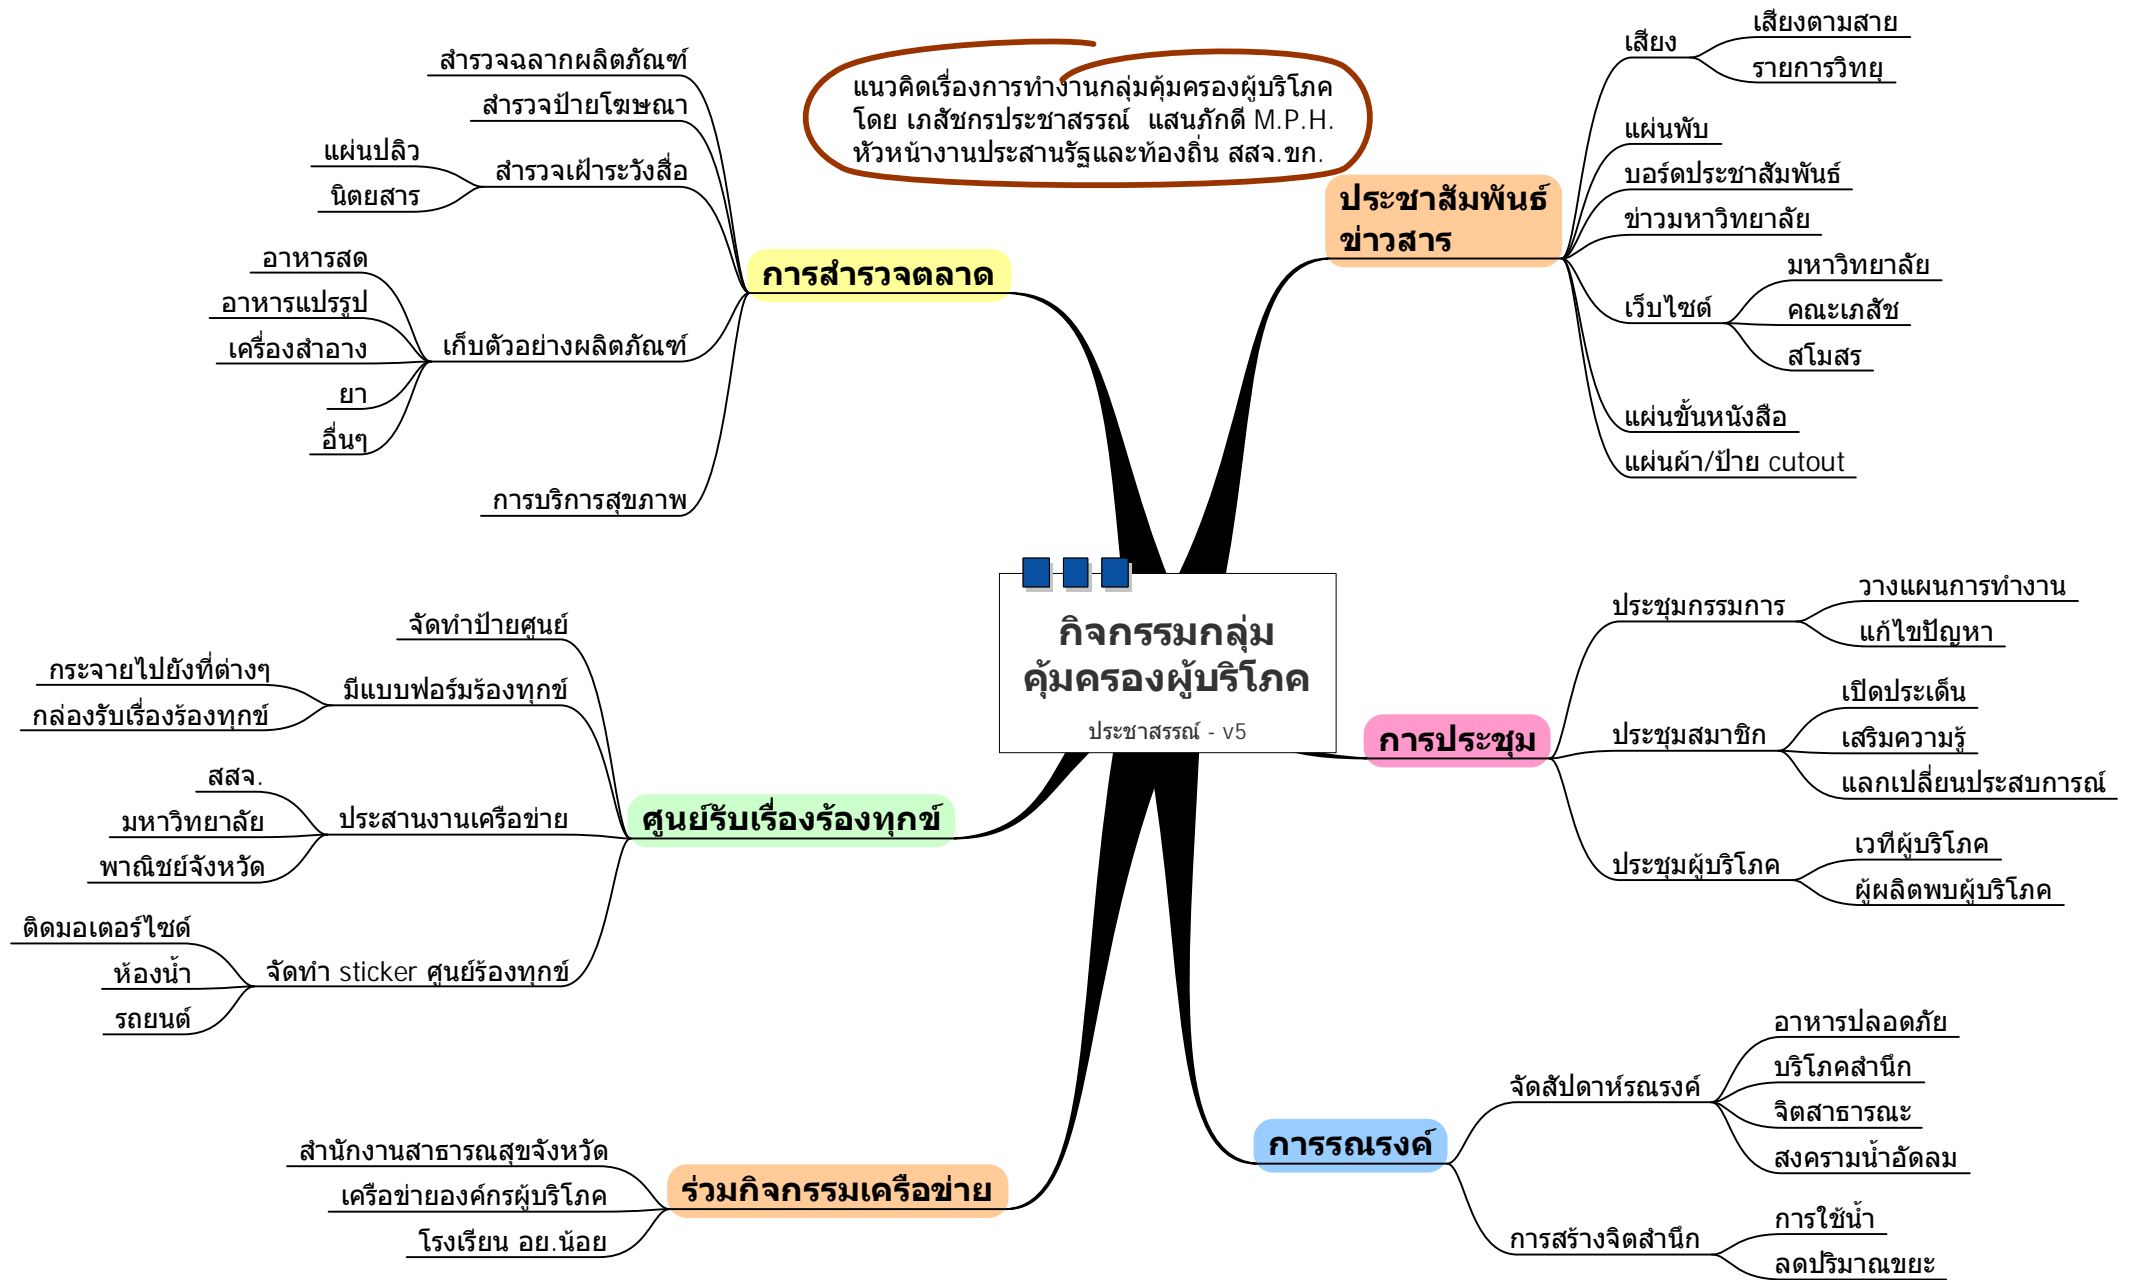 แนวคิดเรื่องการทำงานกลุ่มคุ้มครองผู้บริโภค
โดย เภสัชกรประชาสรรณ์ แสนภักดี M.P.H.
หัวหน้างานประสานรัฐและท้องถิ่น สสจ.ขก.
กิจกรรมกลุ่ม
คุ้มครองผู้บริโภค
ประชาสรรณ์ - v5
ประชาสัมพันธ์
ข่าวสาร
เสียง
เสียงตามสาย
รายการวิทยุ
แผ่นพับ
บอร์ดประชาสัมพันธ์
ข่าวมหาวิทยาลัย
เว็บไซต์
มหาวิทยาลัย
คณะเภสัช
สโมสร
แผ่นขั้นหนังสือ
แผ่นผ้า/ป้าย cutout
การประชุม
ประชุมกรรมการ
วางแผนการทำงาน
แก้ไขปัญหา
ประชุมสมาชิก
เปิดประเด็น
เสริมความรู้
แลกเปลี่ยนประสบการณ์
ประชุมผู้บริโภค
เวทีผู้บริโภค
ผู้ผลิตพบผู้บริโภค
การรณรงค์
จัดสัปดาห์รณรงค์
อาหารปลอดภัย
บริโภคสำนึก
จิตสาธารณะ
สงครามน้ำอัดลม
การสร้างจิตสำนึก
การใช้น้ำ
ลดปริมาณขยะ
การสำรวจตลาด
สำรวจฉลากผลิตภัณฑ์
สำรวจป้ายโฆษณา
สำรวจเฝ้าระวังสื่อ
แผ่นปลิว
นิตยสาร
เก็บตัวอย่างผลิตภัณฑ์
อาหารสด
อาหารแปรรูป
เครื่องสำอาง
ยา
อื่นๆ
การบริการสุขภาพ
ศูนย์รับเรื่องร้องทุกข์
จัดทำป้ายศูนย์
มีแบบฟอร์มร้องทุกข์
กระจายไปยังที่ต่างๆ
กล่องรับเรื่องร้องทุกข์
ประสานงานเครือข่าย
สสจ.
มหาวิทยาลัย
พาณิชย์จังหวัด
จัดทำ sticker ศูนย์ร้องทุกข์
ติดมอเตอร์ไซด์
ห้องน้ำ
รถยนต์
ร่วมกิจกรรมเครือข่าย
สำนักงานสาธารณสุขจังหวัด
เครือข่ายองค์กรผู้บริโภค
โรงเรียน อย.น้อย